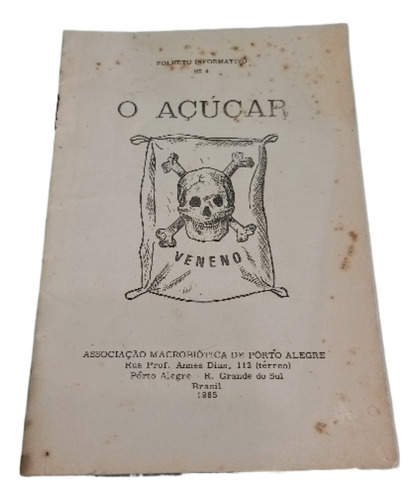 FOLHETO INFORMATIVO
Nº 4
O AÇÚÇAR
VENENO
ASSOCIAÇÃO MACROBIÓTICA DE PÔRTO ALEGRE
Rua Prof. Annes Dias, 112 (térreo)
Pôrto Alegre - R. Grande do Sul
Brasil
1965